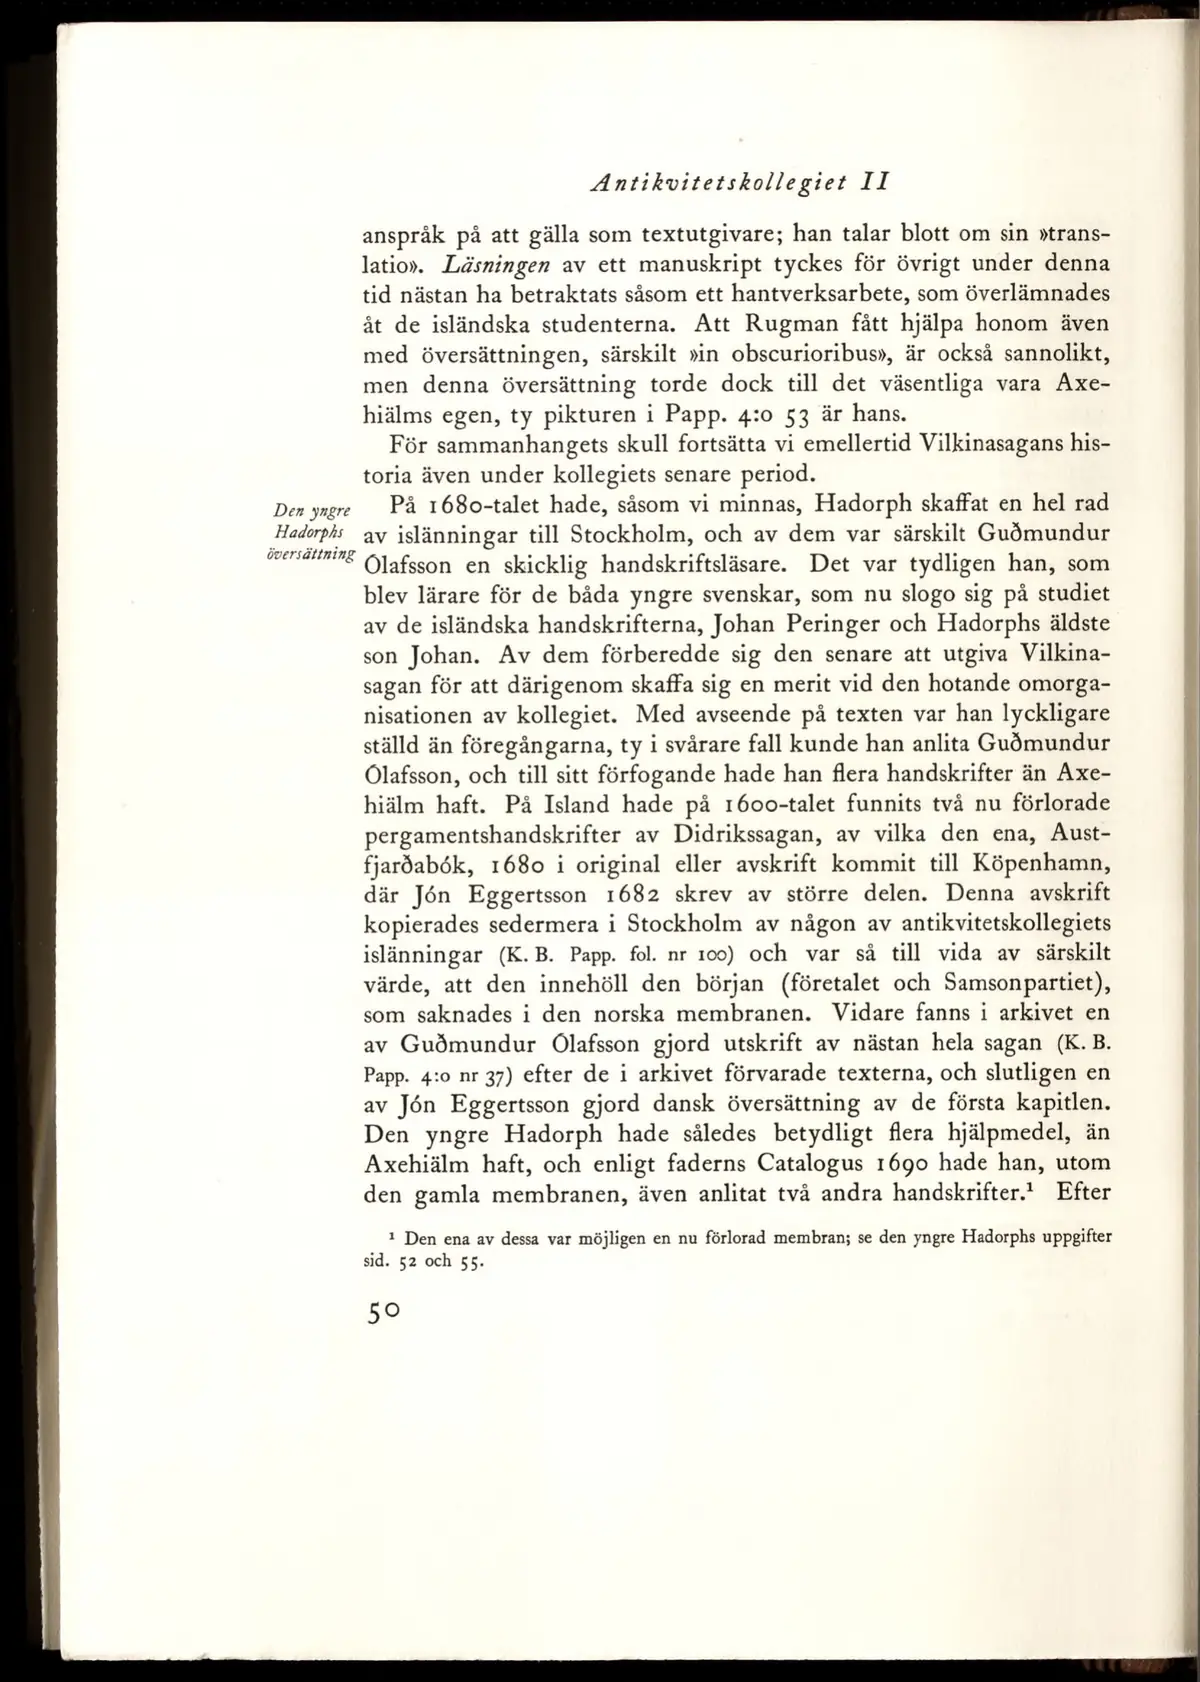 Antikvitetskollegiet II
anspråk på att gälla som textutgivare; han talar blott om sin »trans-
latio». Läsningen av ett manuskript tyckes för övrigt under denna
tid nästan ha betraktats såsom ett hantverksarbete, som överlämnades
åt de isländska studenterna. Att Rugman fått hjälpa honom även
med översättningen, särskilt »in obscurioribus», är också sannolikt,
men denna översättning torde dock till det väsentliga vara Axe-
hiälms egen, ty pikturen i Papp. 4:o 53 är hans.
För sammanhangets skull fortsätta vi emellertid Vilkinasagans his-
toria även under kollegiets senare period.
Den yngre
Hadorphs
översättning
På 1680-talet hade, såsom vi minnas, Hadorph skaffat en hel rad
av islänningar till Stockholm, och av dem var särskilt Guðmundur
Ólafsson en skicklig handskriftsläsare. Det var tydligen han, som
blev lärare för de båda yngre svenskar, som nu slogo sig på studiet
av de isländska handskrifterna, Johan Peringer och Hadorphs äldste
son Johan. Av dem förberedde sig den senare att utgiva Vilkina-
sagan för att därigenom skaffa sig en merit vid den hotande omorga-
nisationen av kollegiet. Med avseende på texten var han lyckligare
ställd än föregångarna, ty i svårare fall kunde han anlita Guðmundur
Ólafsson, och till sitt förfogande hade han flera handskrifter än Axe-
hiälm haft. På Island hade på 1600-talet funnits två nu förlorade
pergamentshandskrifter av Didrikssagan, av vilka den ena, Aust-
fjarðabók, 1680 i original eller avskrift kommit till Köpenhamn,
där Jón Eggertsson 1682 skrev av större delen. Denna avskrift
kopierades sedermera i Stockholm av någon av antikvitetskollegiets
islänningar (K. B. Papp. fol. nr 100) och var så till vida av särskilt
värde, att den innehöll den början (företalet och Samsonpartiet),
som saknades i den norska membranen. Vidare fanns i arkivet en
av Guðmundur Ólafsson gjord utskrift av nästan hela sagan (K. B.
Papp. 4:o nr 37) efter de i arkivet förvarade texterna, och slutligen en
av Jón Eggertsson gjord dansk översättning av de första kapitlen.
Den yngre Hadorph hade således betydligt flera hjälpmedel, än
Axehiälm haft, och enligt faderns Catalogus 1690 hade han, utom
den gamla membranen, även anlitat två andra handskrifter.¹ Efter
¹ Den ena av dessa var möjligen en nu förlorad membran; se den yngre Hadorphs uppgifter
sid. 52 och 55.
50